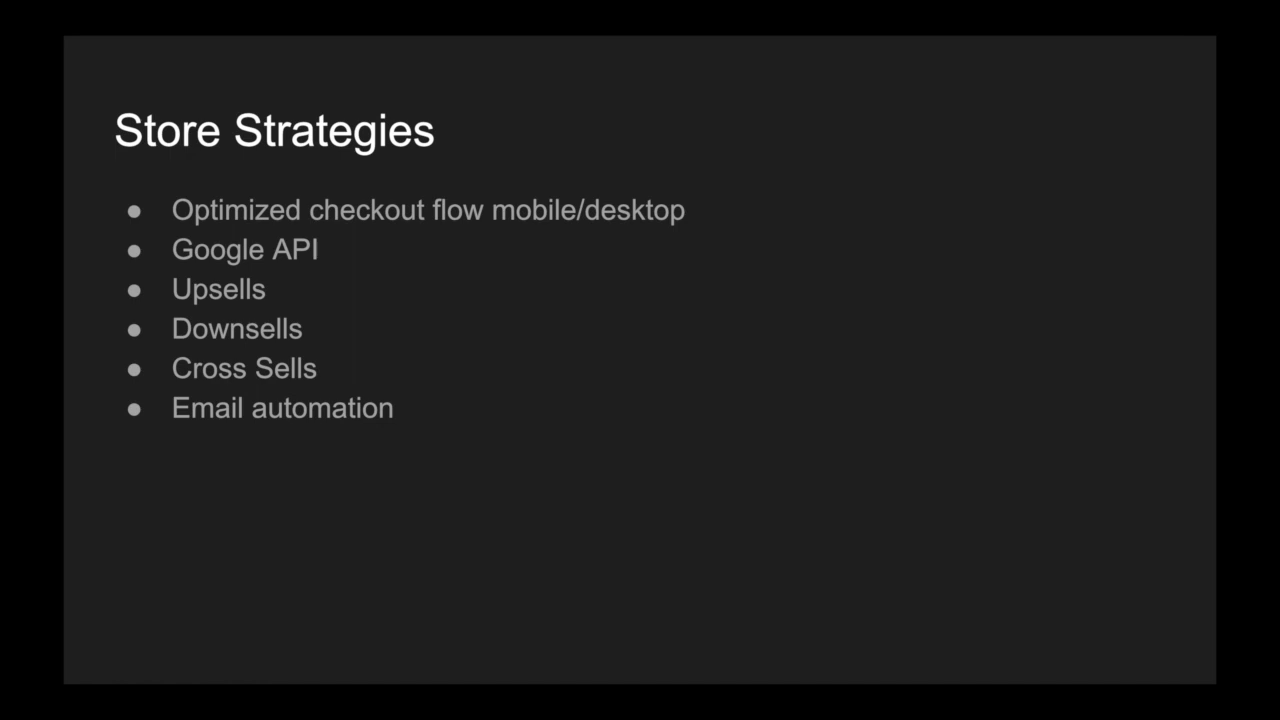 Store Strategies
● Optimized checkout flow mobile/desktop
● Google API
● Upsells
● Downsells
● Cross Sells
● Email automation